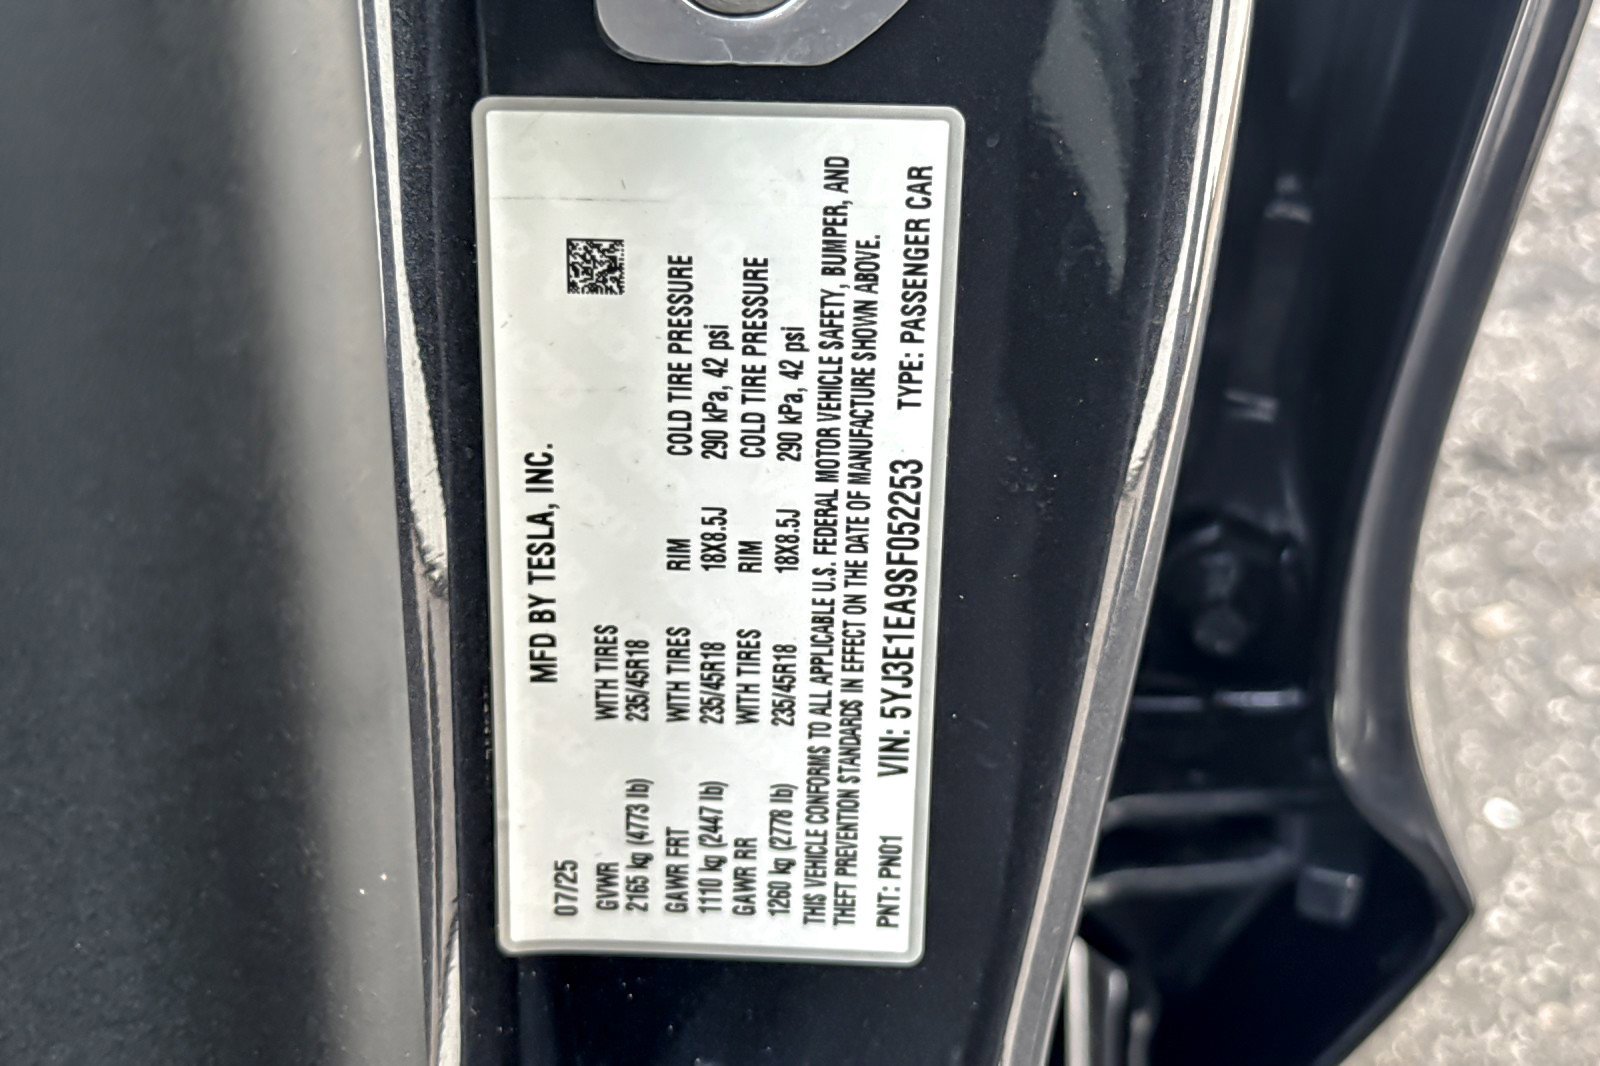 MFD BY TESLA, INC.
07/25
GVWR WITH TIRES
2165 kg (4773 lb) 235/45R18
GAWR FRT WITH TIRES RIM COLD TIRE PRESSURE
1110 kg (2447 lb) 235/45R18 18X8.5J 290 kPa, 42 psi
GAWR RR WITH TIRES RIM COLD TIRE PRESSURE
1260 kg (2778 lb) 235/45R18 18X8.5J 290 kPa, 42 psi
THIS VEHICLE CONFORMS TO ALL APPLICABLE U.S. FEDERAL MOTOR VEHICLE SAFETY, BUMPER, AND
THEFT PREVENTION STANDARDS IN EFFECT ON THE DATE OF MANUFACTURE SHOWN ABOVE.
PNT: PN01 VIN: 5YJ3E1EA9SF052253 TYPE: PASSENGER CAR